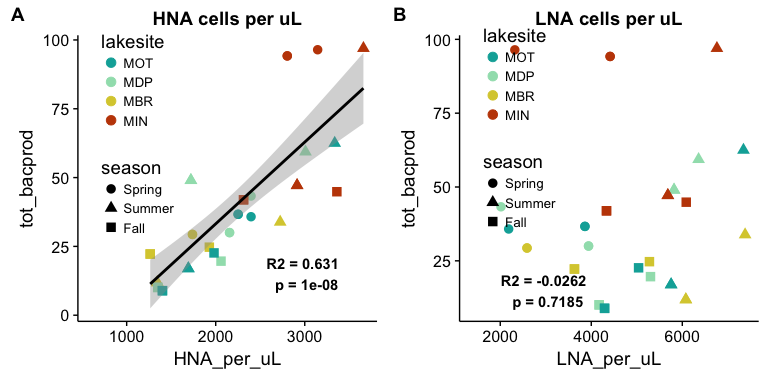 A
HNA cells per uL
lakesite
MOT
MDP
MBR
MIN
season
Spring
Summer
Fall
R2 = 0.631
p = 1e-08
tot_bacprod
100
75
50
25
0
1000
2000
3000
HNA_per_uL
B
LNA cells per uL
lakesite
MOT
MDP
MBR
MIN
season
Spring
Summer
Fall
R2 = -0.0262
p = 0.7185
tot_bacprod
100
75
50
25
2000
4000
6000
LNA_per_uL